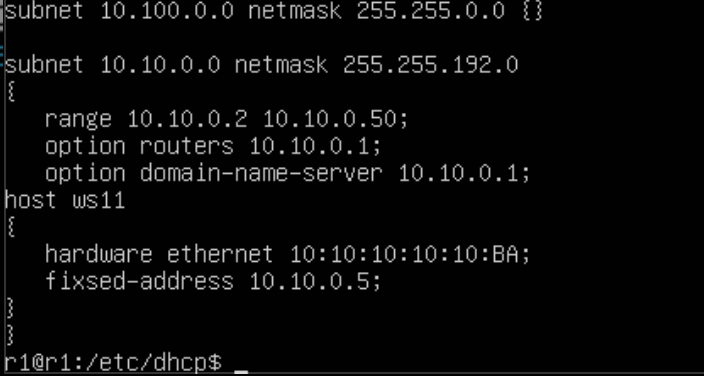 subnet 10.100.0.0 netmask 255.255.0.0 {}
subnet 10.10.0.0 netmask 255.255.192.0
{
range 10.10.0.2 10.10.0.50;
option routers 10.10.0.1;
option domain-name-server 10.10.0.1;
host ws11
{
hardware ethernet 10:10:10:10:10:BA;
fixsed-address 10.10.0.5;
}
}
r1@r1:/etc/dhcp$ _